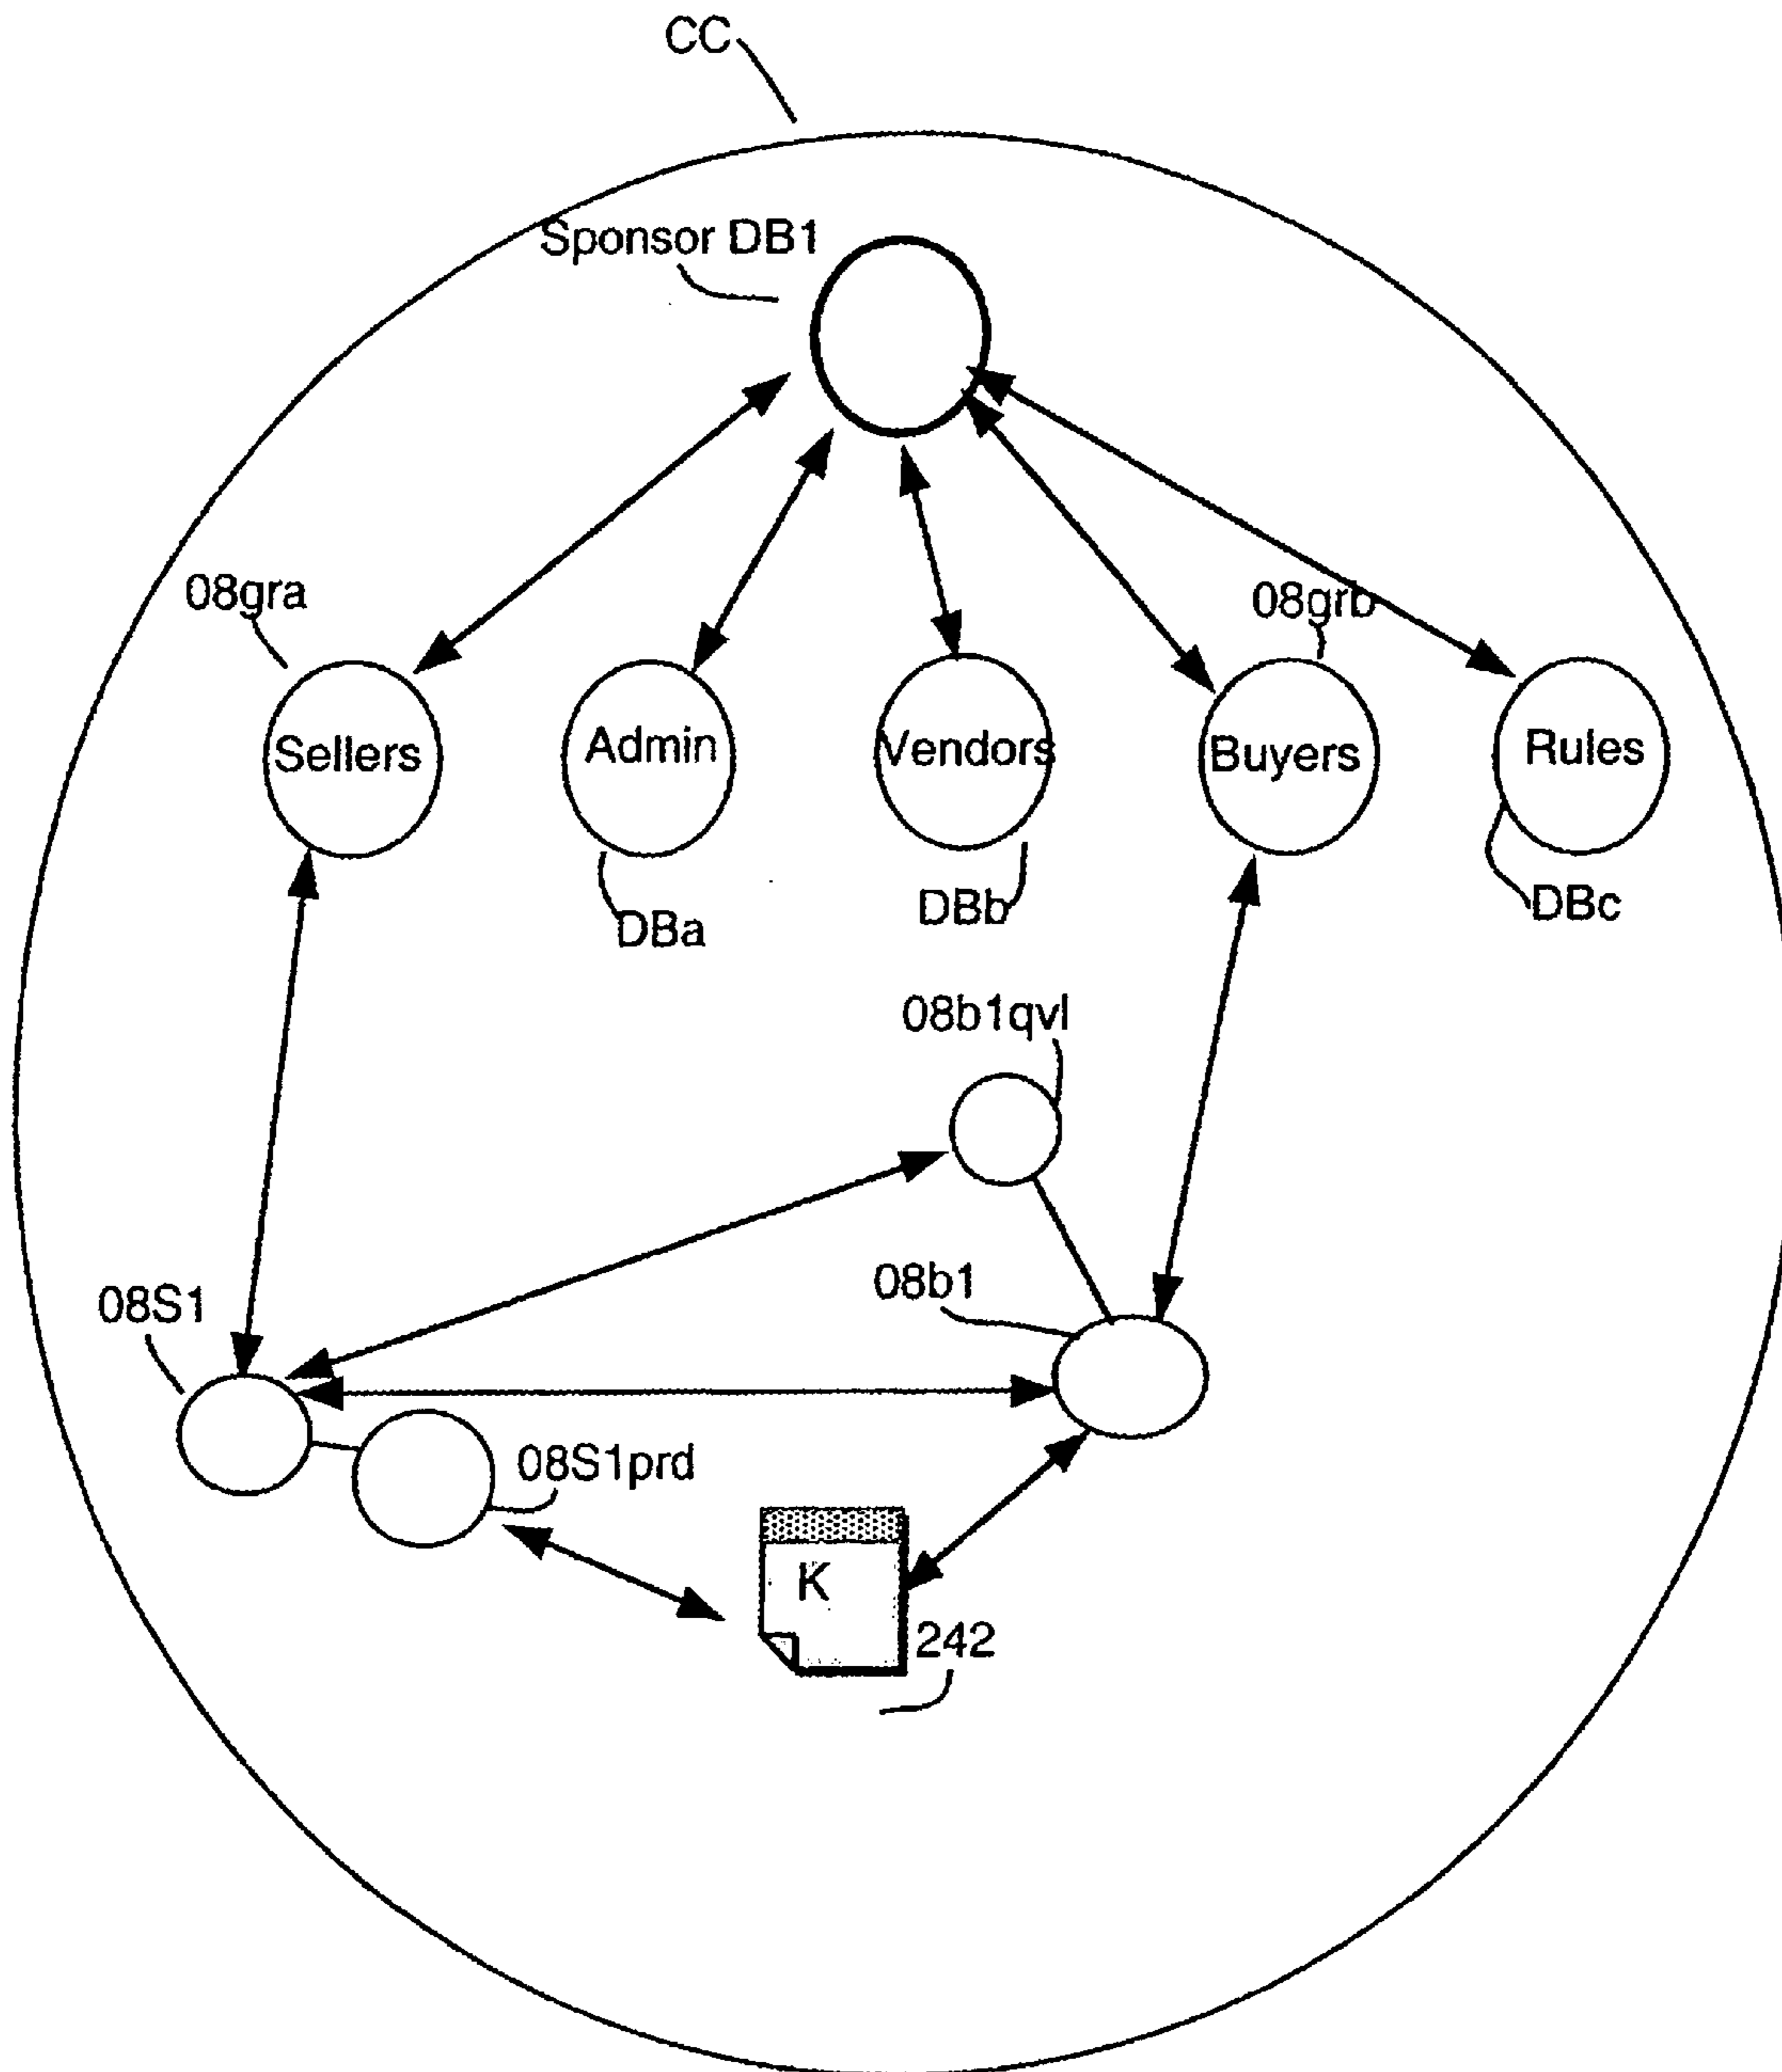 CC
Sponsor DB1
08gra
08grb
Sellers
Admin
Vendors
Buyers
Rules
DBa
DBb
DBc
08b1qvl
08b1
08S1
08S1prd
K
242